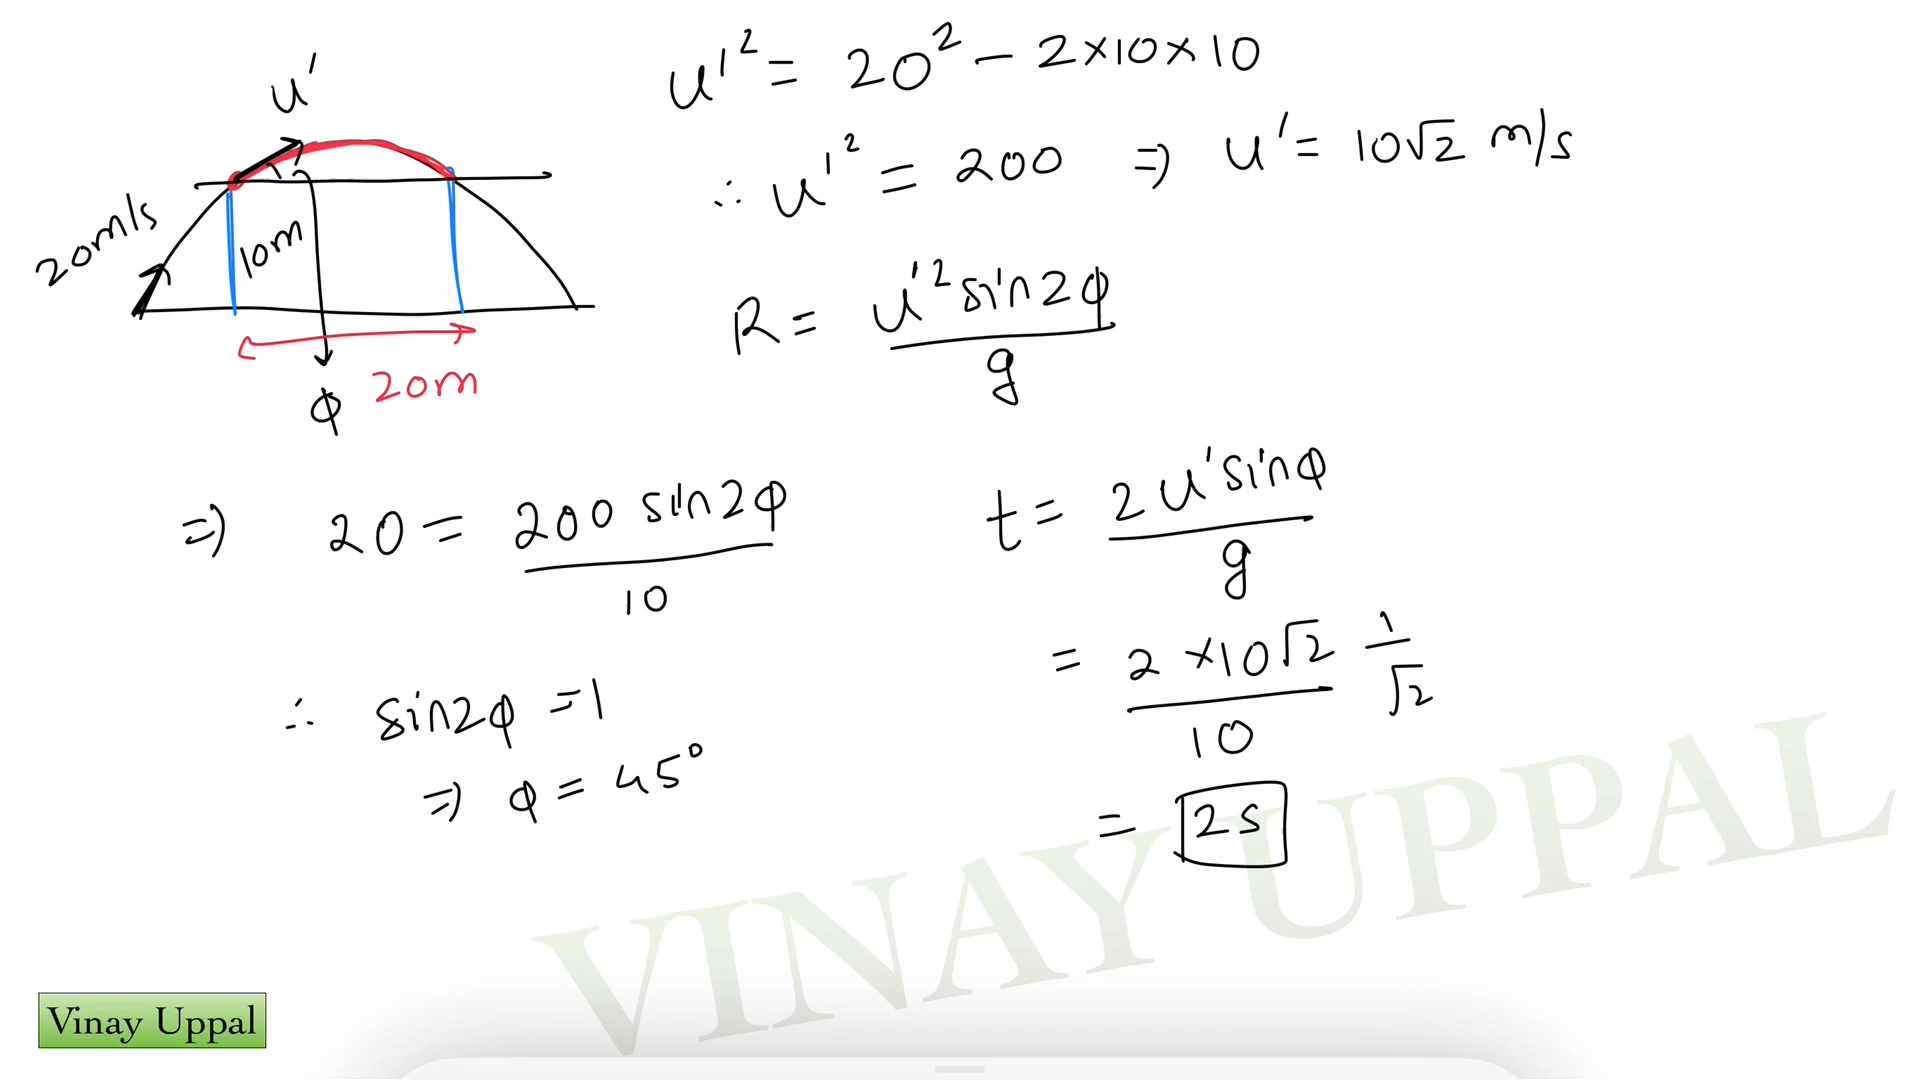 u'
20m/s
10m
ϕ
20m
u'² = 20² - 2×10×10
∴ u'² = 200 ⇒ u' = 10√2 m/s
R = u'² sin2ϕ / g
⇒ 20 = 200 sin2ϕ / 10
∴ sin2ϕ = 1
⇒ ϕ = 45°
t = 2u' sinϕ / g
= 2 × 10√2 / 10 1/√2
= 2s
VINAY UPPAL
Vinay Uppal